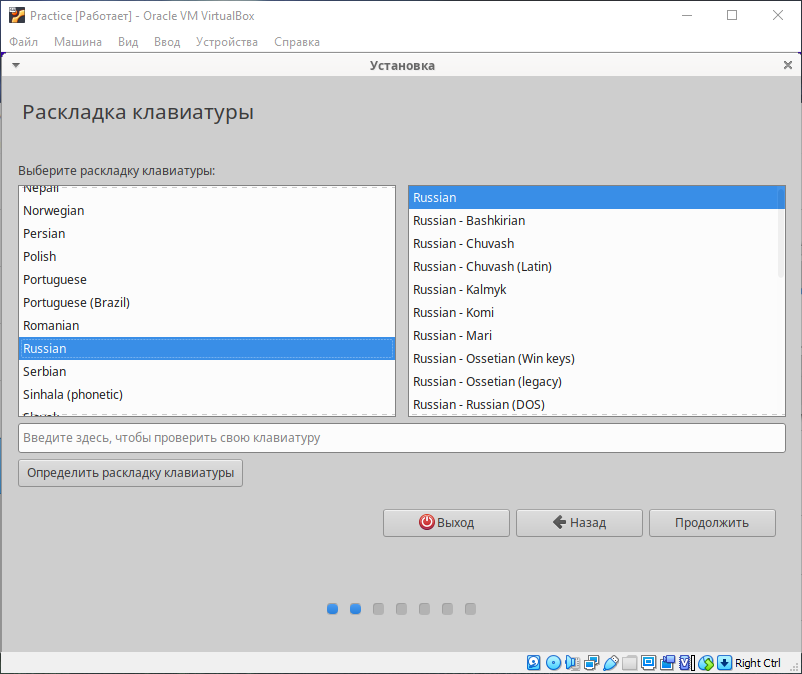 Practice [Работает] - Oracle VM VirtualBox
Файл Машина Вид Ввод Устройства Справка
Установка
Раскладка клавиатуры
Выберите раскладку клавиатуры:
Nepali
Norwegian
Persian
Polish
Portuguese
Portuguese (Brazil)
Romanian
Russian
Serbian
Sinhala (phonetic)
Slovak
Russian
Russian - Bashkirian
Russian - Chuvash
Russian - Chuvash (Latin)
Russian - Kalmyk
Russian - Komi
Russian - Mari
Russian - Ossetian (Win keys)
Russian - Ossetian (legacy)
Russian - Russian (DOS)
Введите здесь, чтобы проверить свою клавиатуру
Определить раскладку клавиатуры
Выход Назад Продолжить
Right Ctrl